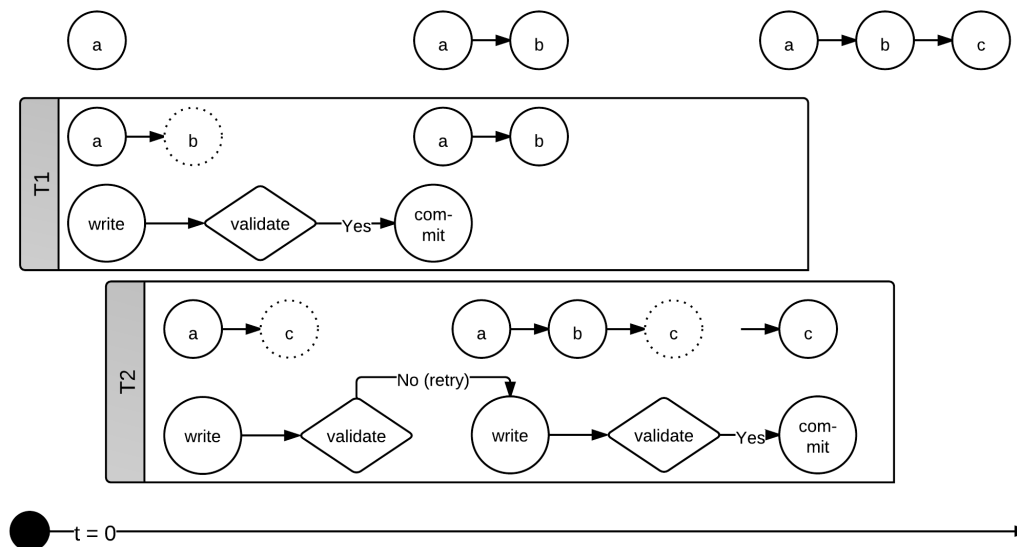 a
a b
a b c
T1
a b
a b
write validate Yes com-
mit
T2
a c
a b c
c
No (retry)
write validate write validate Yes com-
mit
t = 0